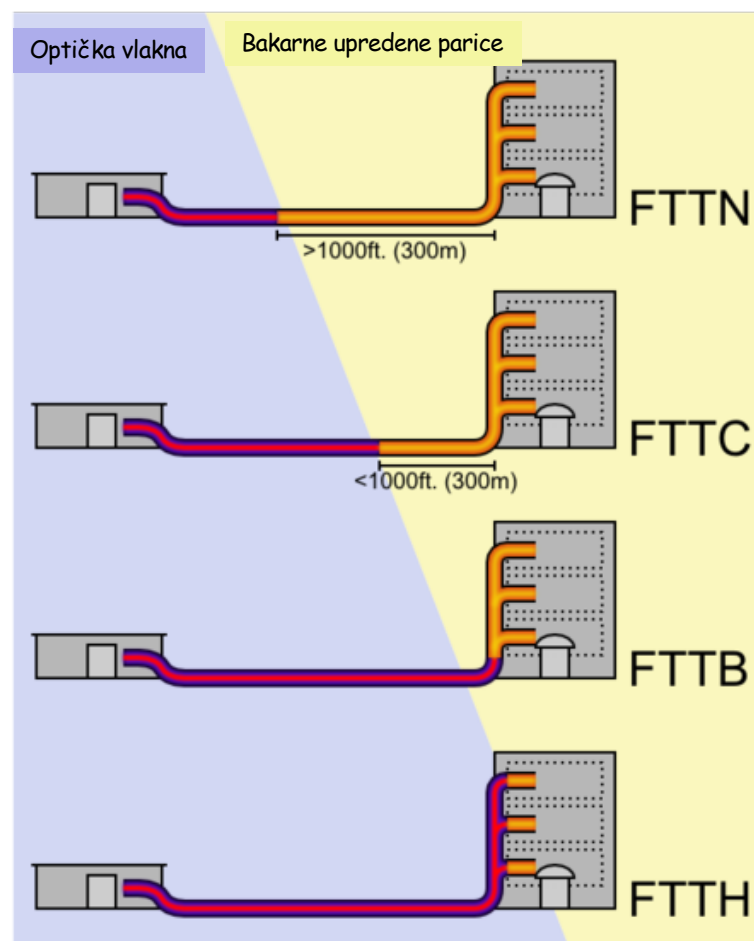 Optička vlakna
Bakarne upredene parice
FTTN
>1000ft. (300m)
FTTC
<1000ft. (300m)
FTTB
FTTH